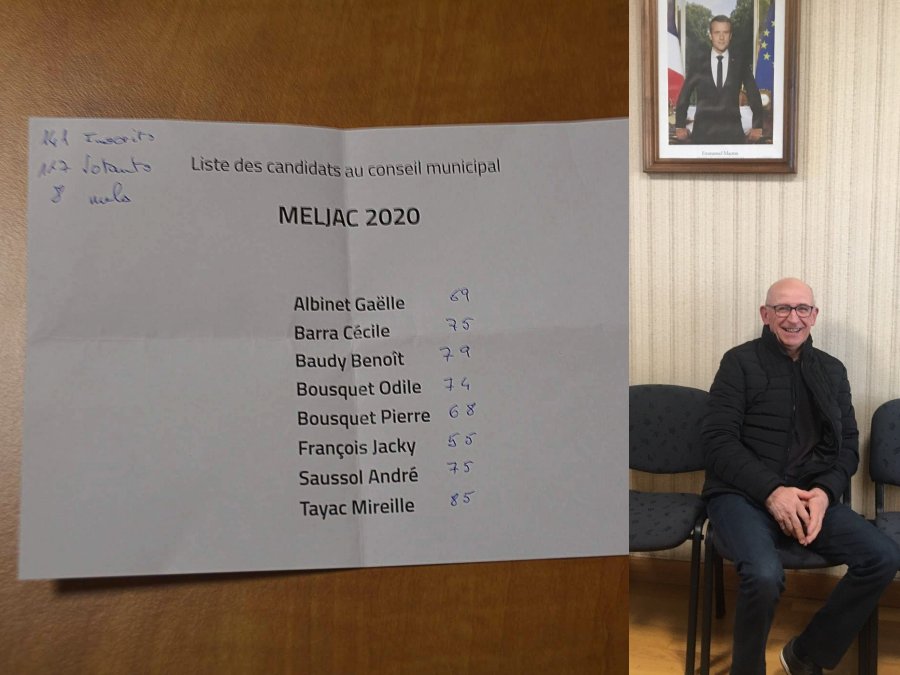 141 Inscrits
117 Votants
8 nuls
Liste des candidats au conseil municipal
MELJAC 2020
Albinet Gaëlle 69
Barra Cécile 75
Baudy Benoît 79
Bousquet Odile 74
Bousquet Pierre 68
François Jacky 55
Saussol André 75
Tayac Mireille 85
Emmanuel Macron